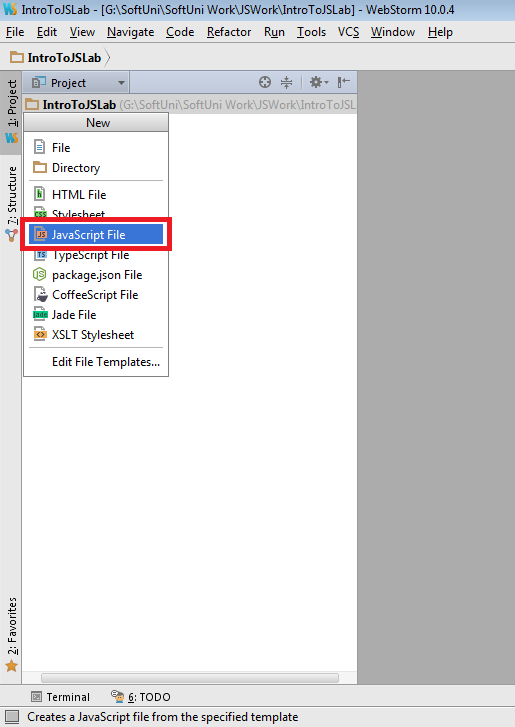 IntroToJSLab - [G:\SoftUni\SoftUni Work\JSWork\IntroToJSLab] - WebStorm 10.0.4
File Edit View Navigate Code Refactor Run Tools VCS Window Help
IntroToJSLab
1: Project
Project
IntroToJSLab (G:\SoftUni\SoftUni Work\JSWork\IntroToJSL
New
File
Directory
HTML File
Stylesheet
JavaScript File
TypeScript File
package.json File
CoffeeScript File
Jade File
XSLT Stylesheet
Edit File Templates...
7: Structure
2: Favorites
Terminal 6: TODO
Creates a JavaScript file from the specified template